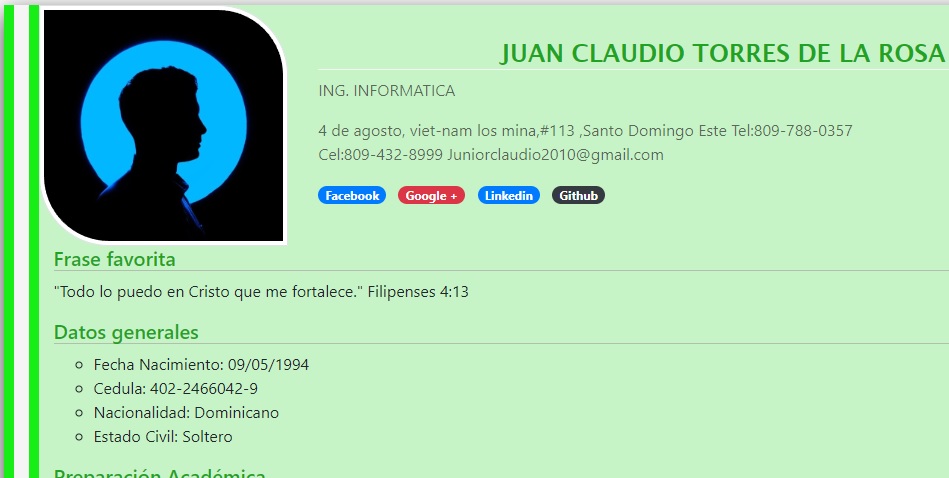 JUAN CLAUDIO TORRES DE LA ROSA
ING. INFORMATICA
4 de agosto, viet-nam los mina,#113 ,Santo Domingo Este Tel:809-788-0357
Cel:809-432-8999 Juniorclaudio2010@gmail.com
Facebook Google + Linkedin Github
Frase favorita
"Todo lo puedo en Cristo que me fortalece." Filipenses 4:13
Datos generales
Fecha Nacimiento: 09/05/1994
Cedula: 402-2466042-9
Nacionalidad: Dominicano
Estado Civil: Soltero
Preparación Académica